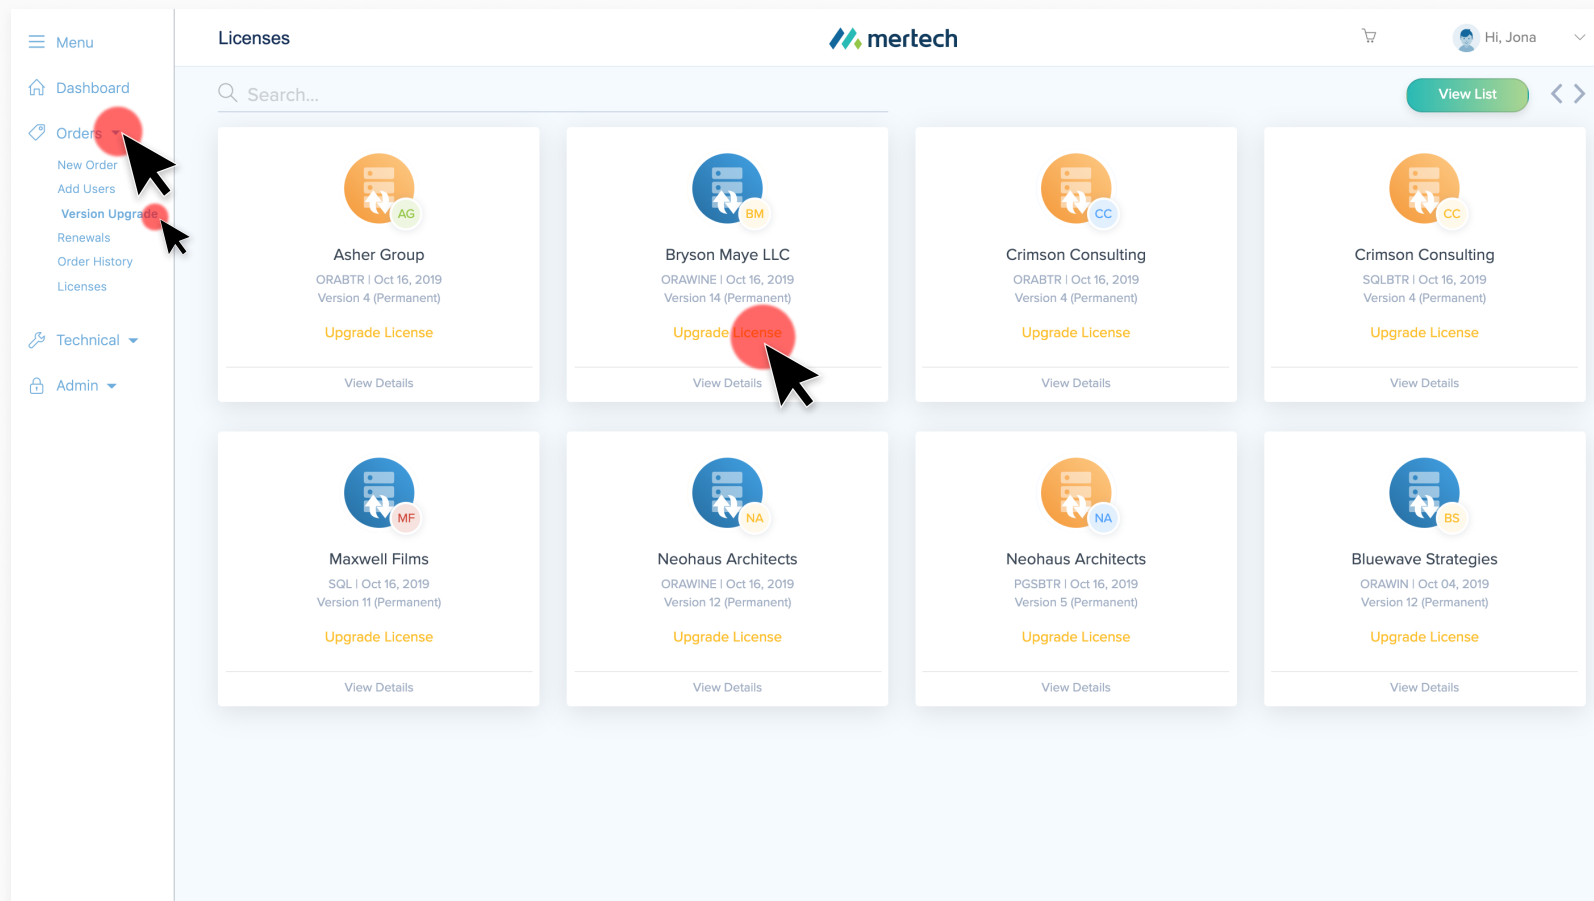 Menu
Licenses
mertech
Hi, Jona
Dashboard
Search...
View List
Orders
New Order
Add Users
Version Upgrade
Renewals
Order History
Licenses
Technical
Admin
AG
Asher Group
ORABTR | Oct 16, 2019
Version 4 (Permanent)
Upgrade License
View Details
BM
Bryson Maye LLC
ORAWINE | Oct 16, 2019
Version 14 (Permanent)
Upgrade License
View Details
CC
Crimson Consulting
ORABTR | Oct 16, 2019
Version 4 (Permanent)
Upgrade License
View Details
CC
Crimson Consulting
SQLBTR | Oct 16, 2019
Version 4 (Permanent)
Upgrade License
View Details
MF
Maxwell Films
SQL | Oct 16, 2019
Version 11 (Permanent)
Upgrade License
View Details
NA
Neohaus Architects
ORAWINE | Oct 16, 2019
Version 12 (Permanent)
Upgrade License
View Details
NA
Neohaus Architects
PGSBTR | Oct 16, 2019
Version 5 (Permanent)
Upgrade License
View Details
BS
Bluewave Strategies
ORAWIN | Oct 04, 2019
Version 12 (Permanent)
Upgrade License
View Details